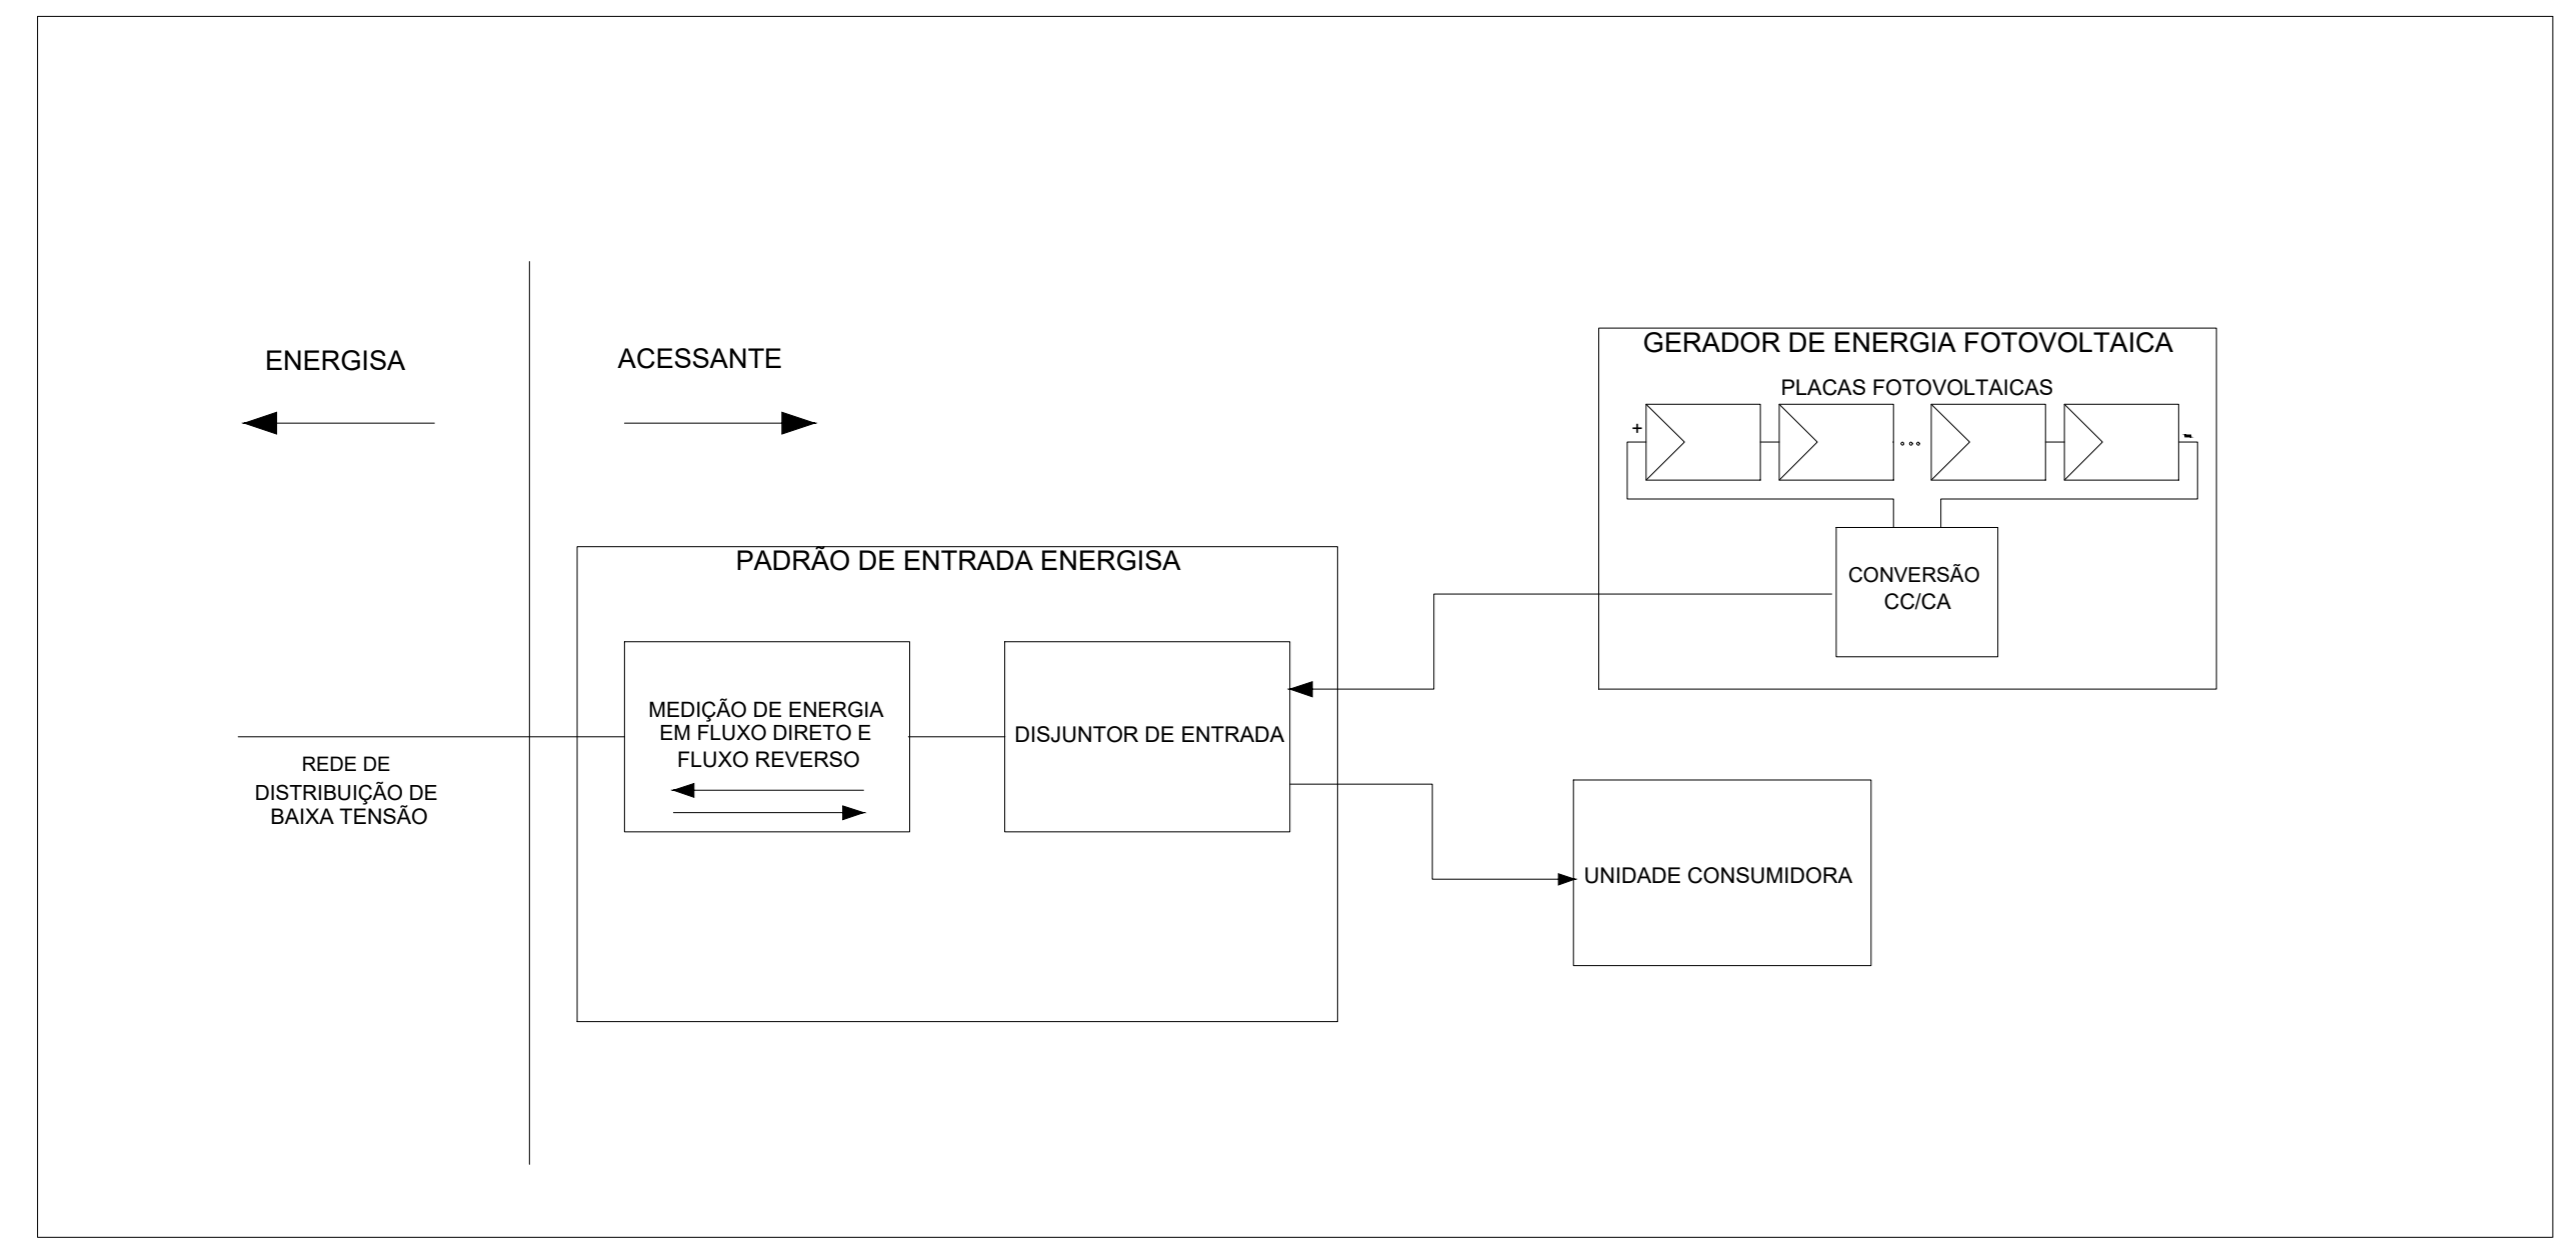 ENERGISA
ACESSANTE
GERADOR DE ENERGIA FOTOVOLTAICA
PLACAS FOTOVOLTAICAS
+
-
CONVERSÃO
CC/CA
PADRÃO DE ENTRADA ENERGISA
MEDIÇÃO DE ENERGIA
EM FLUXO DIRETO E
FLUXO REVERSO
DISJUNTOR DE ENTRADA
REDE DE
DISTRIBUIÇÃO DE
BAIXA TENSÃO
UNIDADE CONSUMIDORA